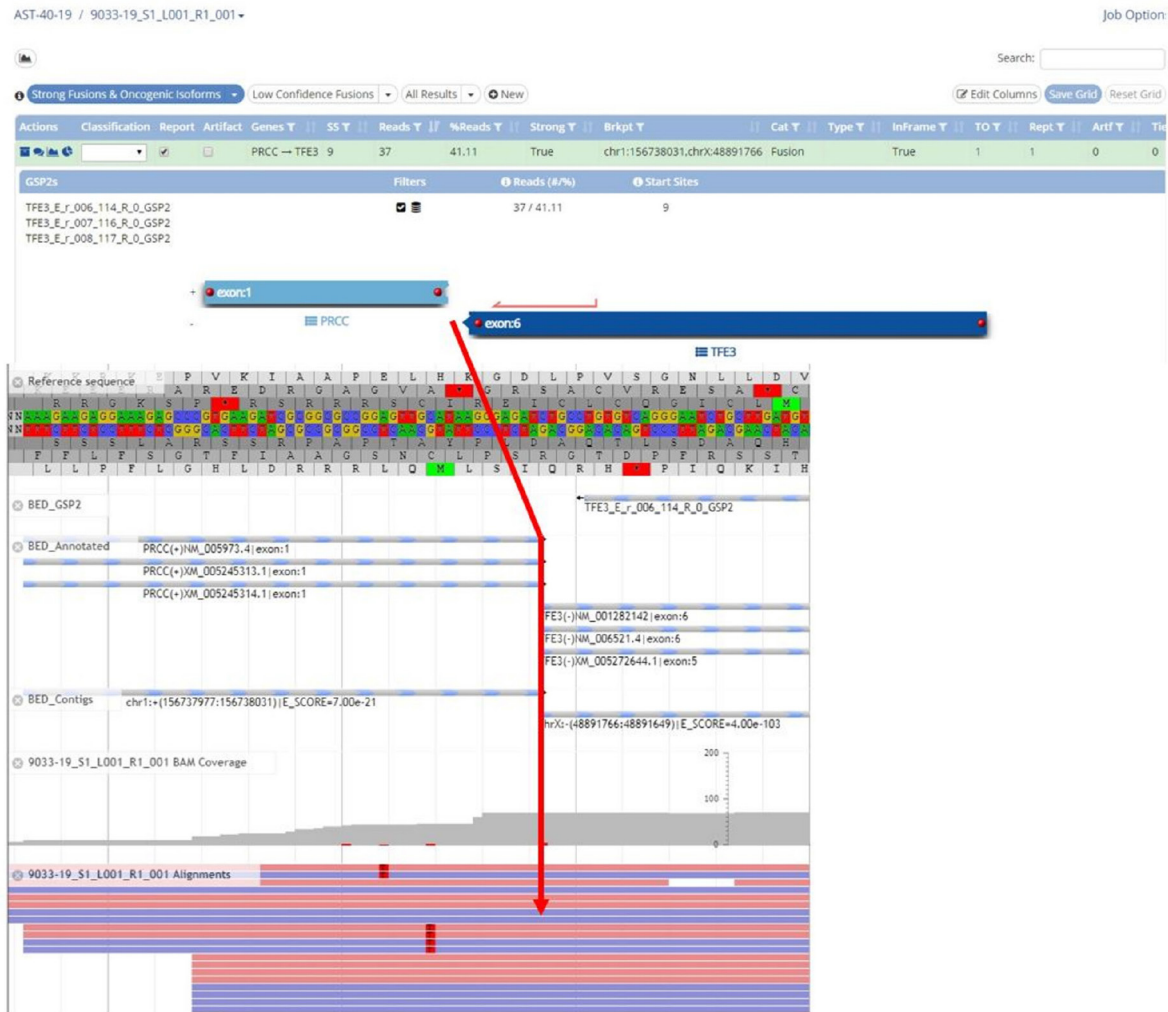 AST-40-19 / 9033-19_S1_L001_R1_001
Job Options
Search:
Strong Fusions & Oncogenic Isoforms Low Confidence Fusions All Results New Edit Columns Save Grid Reset Grid
Actions Classification Report Artifact Genes SS Reads %Reads Strong Brkpt Cat Type InFrame TO Rept Artf
PRCC → TFE3 9 37 41.11 True chr1:156738031,chrX:48891766 Fusion True 1 1 0 0
GSP2s Filters Reads (#/%) Start Sites
TFE3_E_r_006_114_R_0_GSP2 37 / 41.11 9
TFE3_E_r_007_116_R_0_GSP2
TFE3_E_r_008_117_R_0_GSP2
+ exon:1
- PRCC exon:6
TFE3
Reference sequence
BED_GSP2
TFE3_E_r_006_114_R_0_GSP2
BED_Annotated PRCC(+)NM_005973.4|exon:1
PRCC(+)XM_005245313.1|exon:1
PRCC(+)XM_005245314.1|exon:1
TFE3(-)NM_001282142|exon:6
TFE3(-)NM_006521.4|exon:6
TFE3(-)XM_005272644.1|exon:5
BED_Contigs chr1:+(156737977:156738031)|E_SCORE=7.00e-21
hrX:-(48891766:48891649)|E_SCORE=4.00e-103
9033-19_S1_L001_R1_001 BAM Coverage
200
100
0
9033-19_S1_L001_R1_001 Alignments